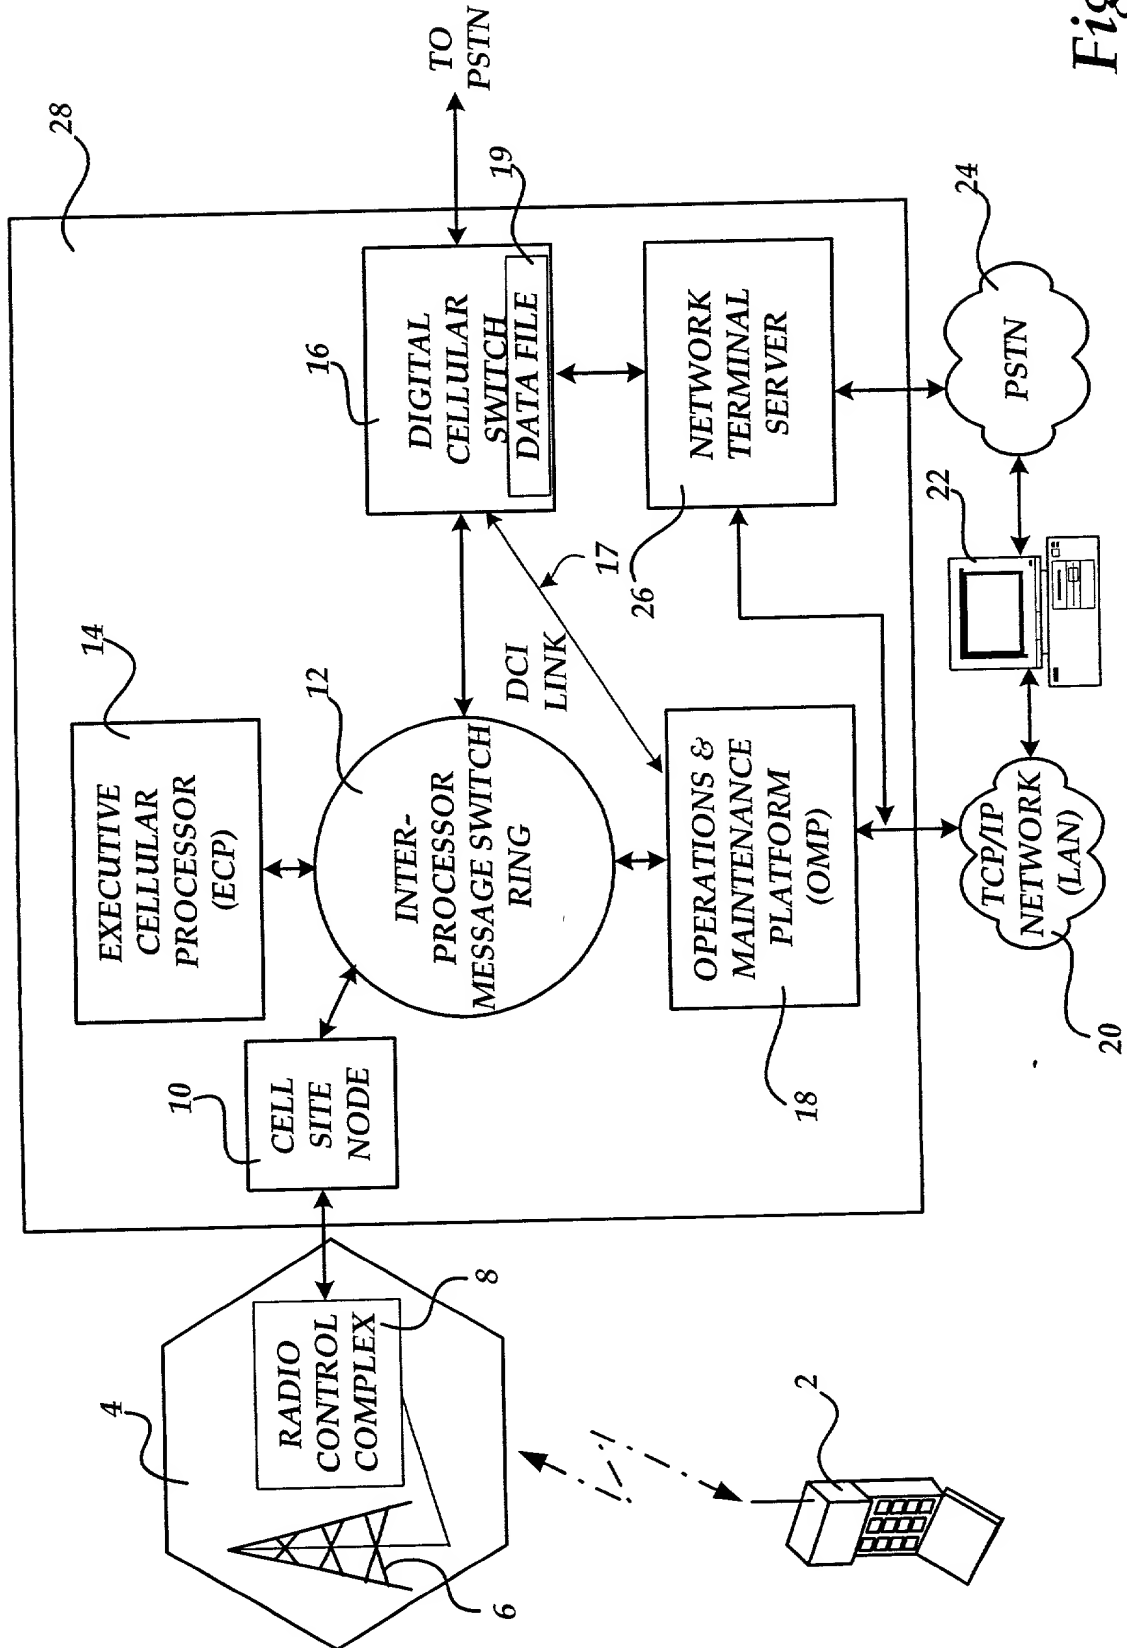 28
TO
PSTN
14
EXECUTIVE
CELLULAR
PROCESSOR
(ECP)
16
DIGITAL
CELLULAR
SWITCH
DATA FILE
19
10
CELL
SITE
NODE
12
INTER-
PROCESSOR
MESSAGE SWITCH
RING
DCI
LINK
17
4
RADIO
CONTROL
COMPLEX
8
6
26
NETWORK
TERMINAL
SERVER
OPERATIONS &
MAINTENANCE
PLATFORM
(OMP)
18
2
TCP/IP
NETWORK
(LAN)
20
22
PSTN
24
Fig